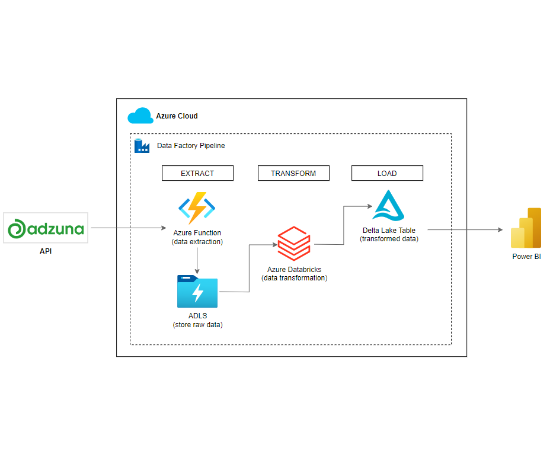 Azure Cloud
Data Factory Pipeline
EXTRACT
TRANSFORM
LOAD
adzuna
API
Azure Function
(data extraction)
ADLS
(store raw data)
Azure Databricks
(data transformation)
Delta Lake Table
(transformed data)
Power BI